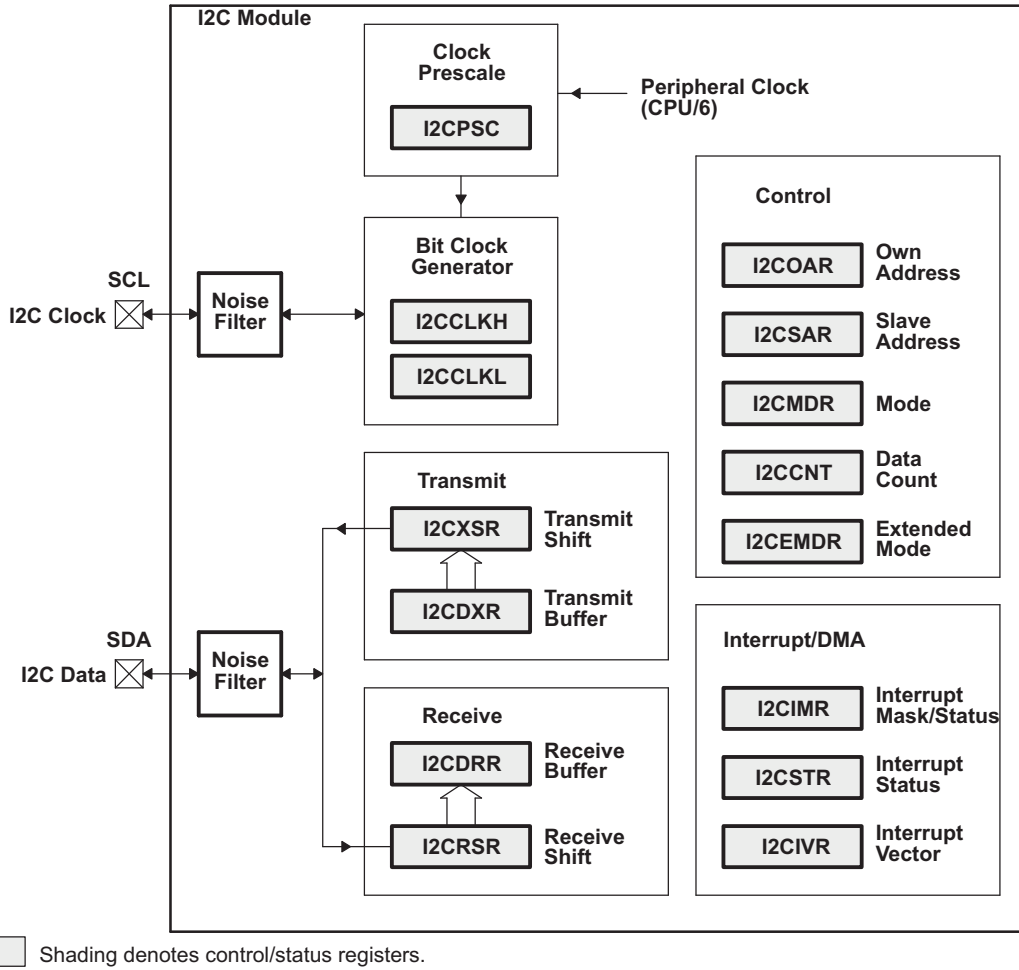 I2C Module
Clock
Prescale
I2CPSC
Peripheral Clock
(CPU/6)
Bit Clock
Generator
I2CCLKH
I2CCLKL
SCL
I2C Clock
Noise
Filter
Control
I2COAR
Own
Address
I2CSAR
Slave
Address
I2CMDR
Mode
I2CCNT
Data
Count
I2CEMDR
Extended
Mode
Transmit
I2CXSR
Transmit
Shift
I2CDXR
Transmit
Buffer
SDA
I2C Data
Noise
Filter
Receive
I2CDRR
Receive
Buffer
I2CRSR
Receive
Shift
Interrupt/DMA
I2CIMR
Interrupt
Mask/Status
I2CSTR
Interrupt
Status
I2CIVR
Interrupt
Vector
Shading denotes control/status registers.